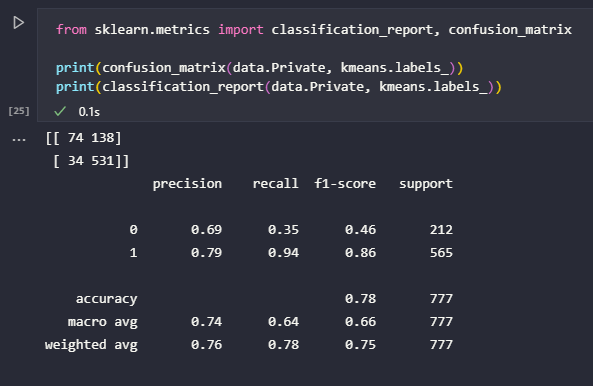 from sklearn.metrics import classification_report, confusion_matrix
print(confusion_matrix(data.Private, kmeans.labels_))
print(classification_report(data.Private, kmeans.labels_))
[25] ✓ 0.1s
... [[ 74 138]
[ 34 531]]
precision recall f1-score support
0 0.69 0.35 0.46 212
1 0.79 0.94 0.86 565
accuracy 0.78 777
macro avg 0.74 0.64 0.66 777
weighted avg 0.76 0.78 0.75 777